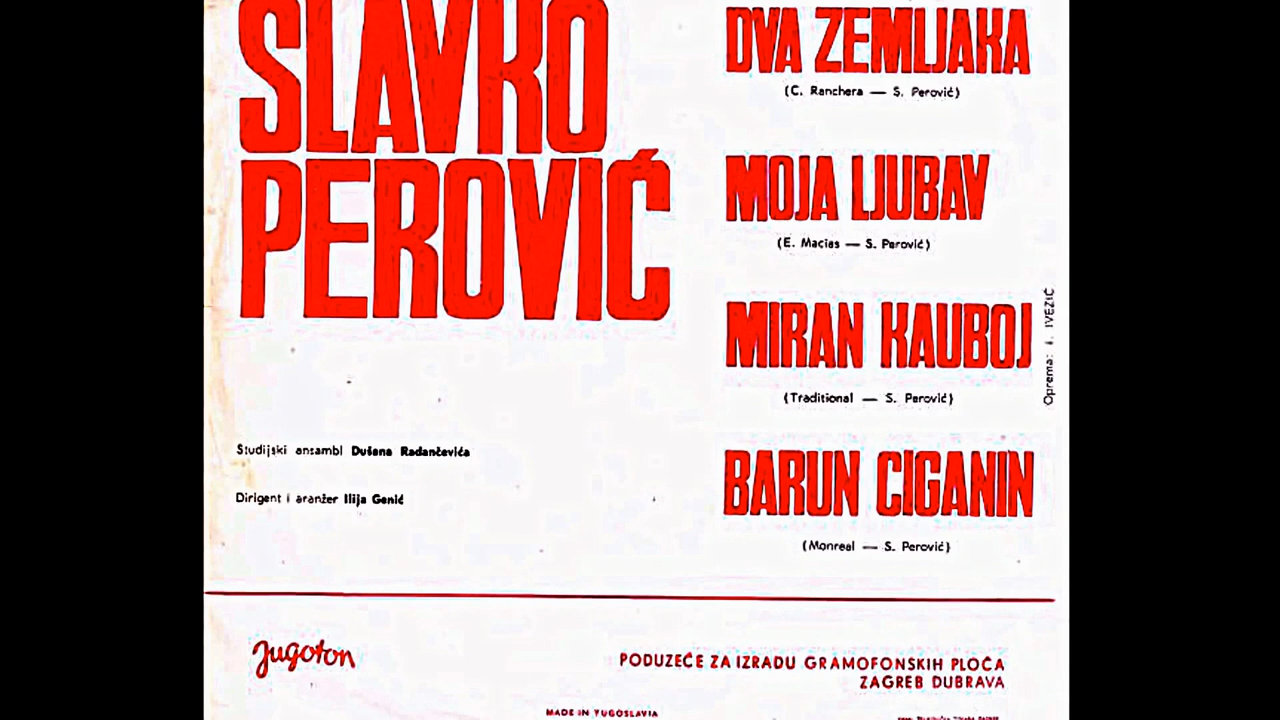 SLAVKO
PEROVIĆ
DVA ZEMLJAKA
(C. Ranchera — S. Perović)
MOJA LJUBAV
(E. Macias — S. Perović)
MIRAN KAUBOJ
(Traditional — S. Perović)
BARUN CIGANIN
(Monreal — S. Perović)
Oprema: I. IVEZIĆ
Studijski ansambl Dušana Radančevića
Dirigent i aranžer Ilija Genić
Jugoton
PODUZEĆE ZA IZRADU GRAMOFONSKIH PLOČA
ZAGREB DUBRAVA
MADE IN YUGOSLAVIA